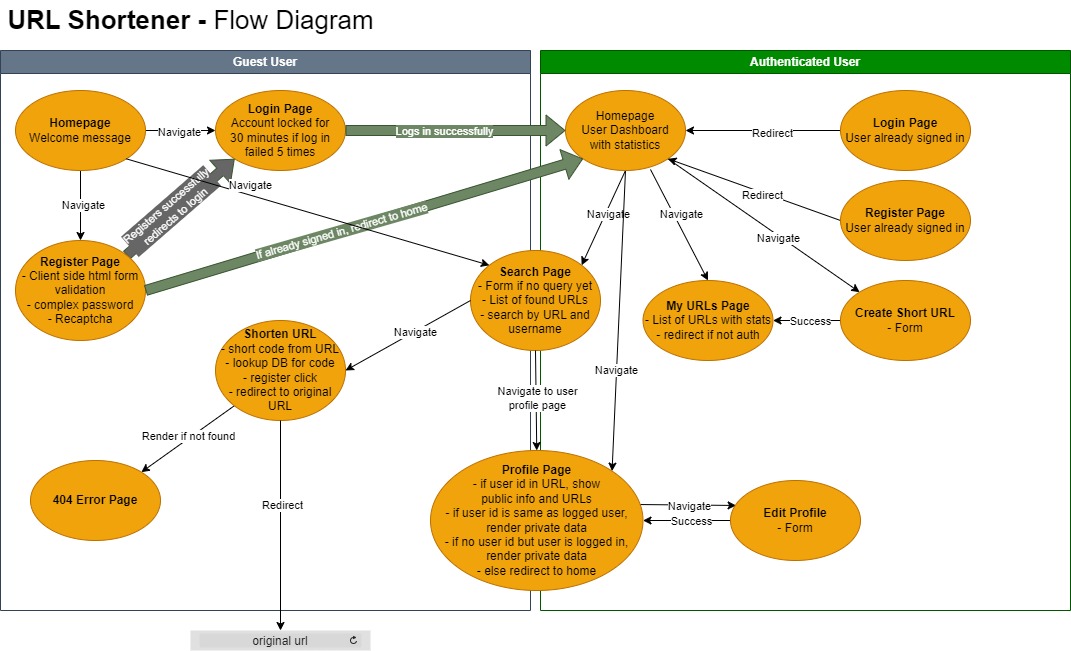 URL Shortener - Flow Diagram
Guest User
Authenticated User
Homepage
Welcome message
Navigate
Login Page
Account locked for
30 minutes if log in
failed 5 times
Logs in successfully
Homepage
User Dashboard
with statistics
Redirect
Login Page
User already signed in
Navigate
Registers successfully
redirects to login
Navigate
If already signed in, redirect to home
Navigate
Navigate
Redirect
Navigate
Register Page
User already signed in
Register Page
- Client side html form
validation
- complex password
- Recaptcha
Search Page
- Form if no query yet
- List of found URLs
- search by URL and
username
My URLs Page
- List of URLs with stats
- redirect if not auth
Success
Create Short URL
- Form
Navigate
Shorten URL
- short code from URL
- lookup DB for code
- register click
- redirect to original
URL
Navigate to user
profile page
Navigate
Render if not found
404 Error Page
Redirect
Profile Page
- if user id in URL, show
public info and URLs
- if user id is same as logged user,
render private data
- if no user id but user is logged in,
render private data
- else redirect to home
Navigate
Success
Edit Profile
- Form
original url